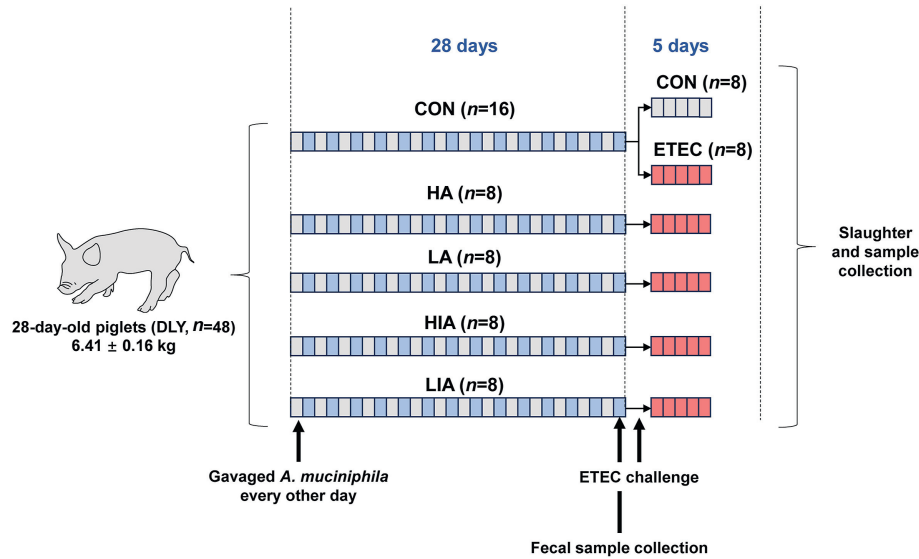 28 days
5 days
CON (n=16)
CON (n=8)
ETEC (n=8)
HA (n=8)
LA (n=8)
HIA (n=8)
LIA (n=8)
28-day-old piglets (DLY, n=48)
6.41 ± 0.16 kg
Slaughter
and sample
collection
Gavaged A. muciniphila
every other day
ETEC challenge
Fecal sample collection